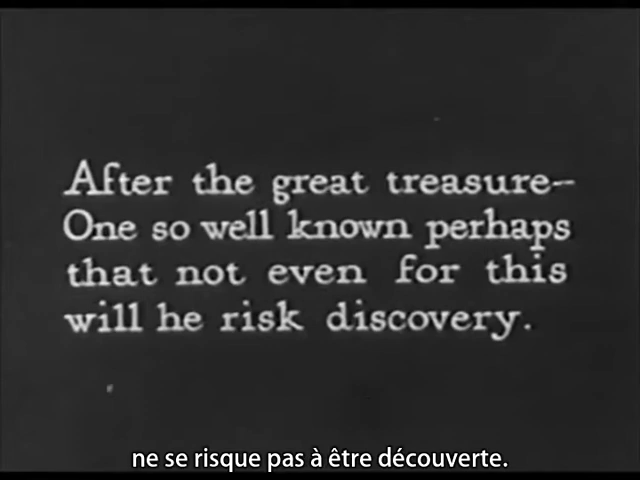 After the great treasure—
One so well known perhaps
that not even for this
will he risk discovery.
ne se risque pas à être découverte.